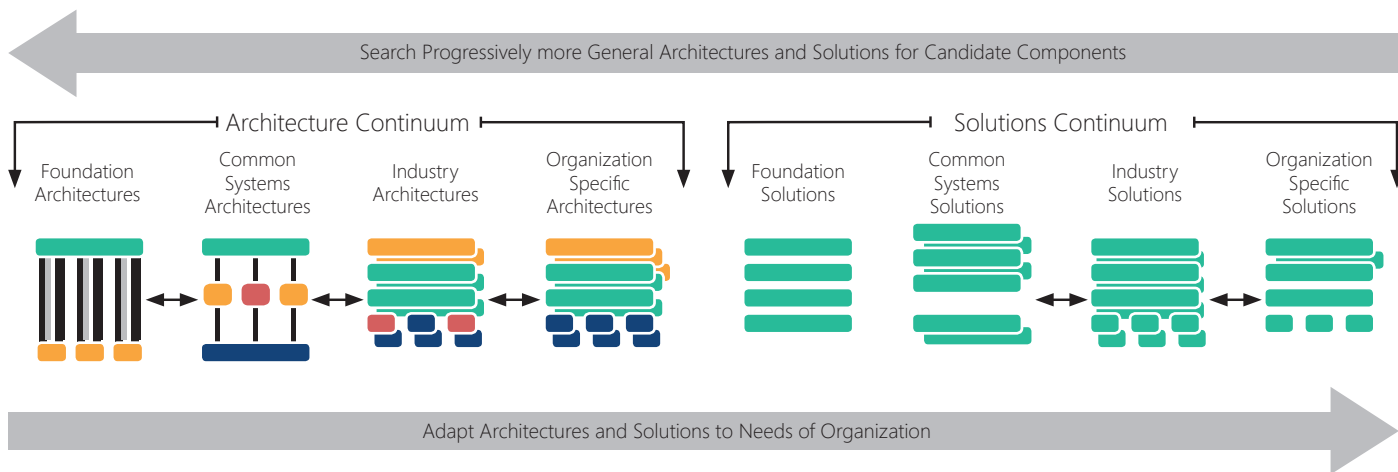 Search Progressively more General Architectures and Solutions for Candidate Components
Architecture Continuum
Solutions Continuum
Foundation
Architectures
Common
Systems
Architectures
Industry
Architectures
Organization
Specific
Architectures
Foundation
Solutions
Common
Systems
Solutions
Industry
Solutions
Organization
Specific
Solutions
Adapt Architectures and Solutions to Needs of Organization